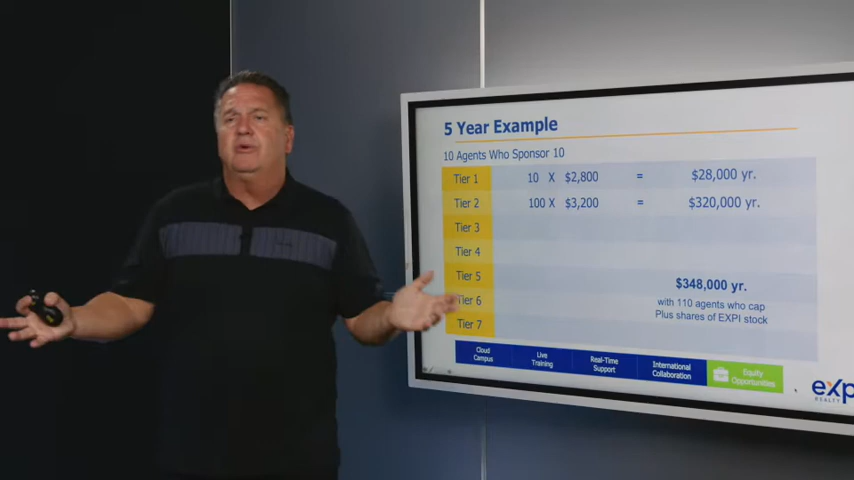 5 Year Example
10 Agents Who Sponsor 10
Tier 1 10 X $2,800 = $28,000 yr.
Tier 2 100 X $3,200 = $320,000 yr.
Tier 3
Tier 4
Tier 5
$348,000 yr.
Tier 6
with 110 agents who cap
Plus shares of EXPI stock
Tier 7
Cloud Campus
Live Training
Real-Time Support
International Collaboration
Equity Opportunities
exp
REALTY